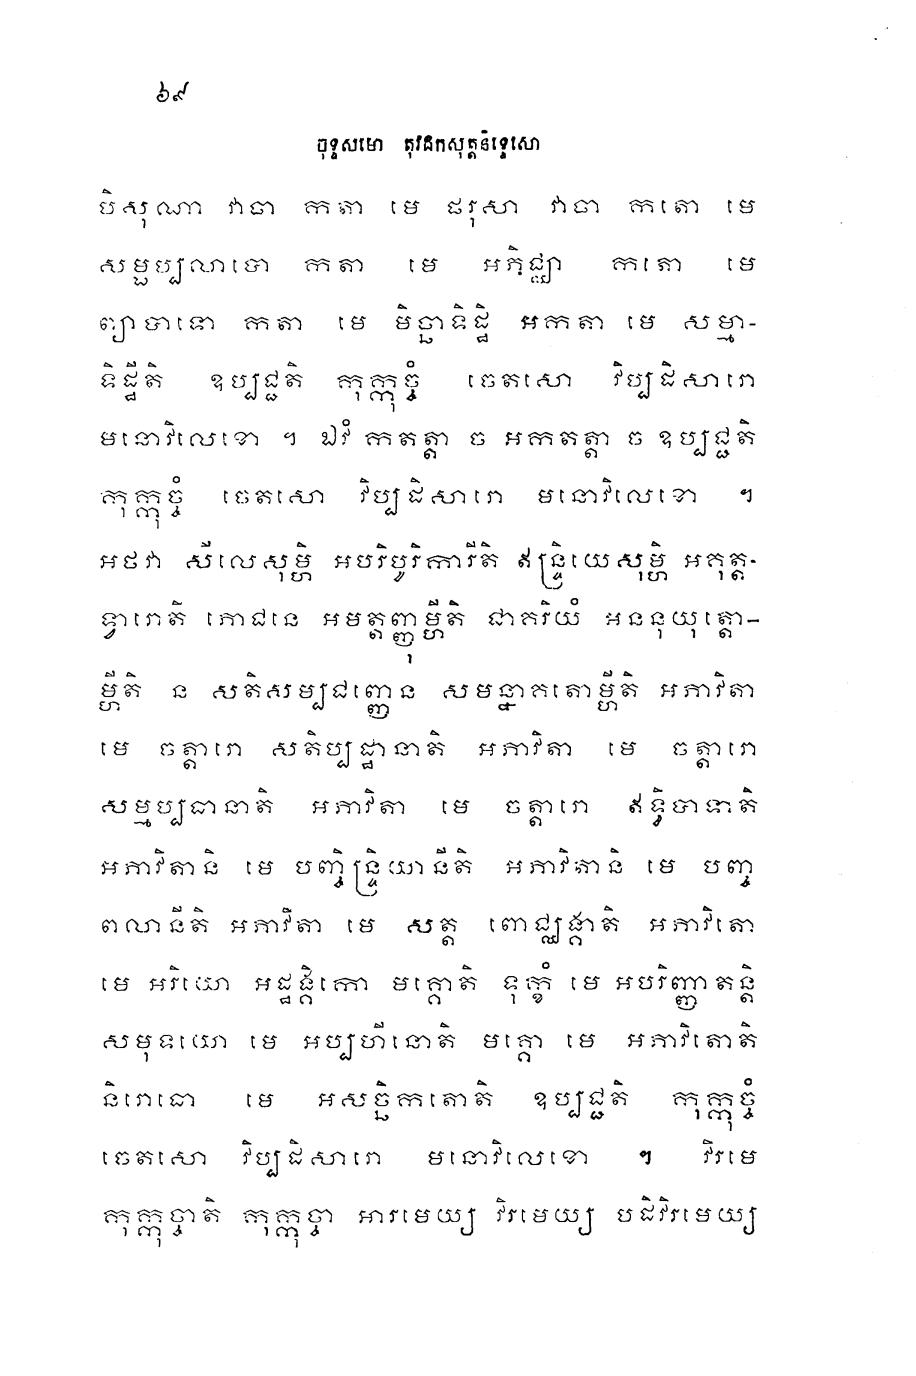 ៦៩
ចុទ្ទសមោ តុវដកសុត្តនិទ្ទេសោ
បិសុណា វាចា កតា មេ ផរុសា វាចា កតោ មេ
សម្ផប្បលាបោ កតា មេ អភិជ្ឈា កតោ មេ
ព្យាបាទោ កតា មេ មិច្ឆាទិដ្ឋិ អកតា មេ សម្មា-
ទិដ្ឋីតិ ឧប្បជ្ជតិ កុក្កុច្ចំ ចេតសោ វិប្បដិសារោ
មនោវិលេខោ ។ ឯវំ កតត្តា ច អកតត្តា ច ឧប្បជ្ជតិ
កុក្កុច្ចំ ចេតសោ វិប្បដិសារោ មនោវិលេខោ ។
អថវា សីលេសុម្ហិ អបរិបូរិការីតិ ឥន្ទ្រិយេសុម្ហិ អគុត្ត-
ទ្វារោតិ ភោជនេ អមត្តញ្ញុម្ហីតិ ជាគរិយំ អននុយុត្តោ-
ម្ហីតិ ន សតិសម្បជញ្ញេន សមន្នាគតោម្ហីតិ អភាវិតា
មេ ចត្តារោ សតិប្បដ្ឋានាតិ អភាវិតា មេ ចត្តារោ
សម្មប្បធានាតិ អភាវិតា មេ ចត្តារោ ឥទ្ធិបាទាតិ
អភាវិតានិ មេ បញ្ចិន្ទ្រិយានីតិ អភាវិតានិ មេ បញ្ច
ពលានីតិ អភាវិតា មេ សត្ត ពោជ្ឈង្គាតិ អភាវិតោ
មេ អរិយោ អដ្ឋង្គិកោ មគ្គោតិ ទុក្ខំ មេ អបរិញ្ញាតន្តិ
សមុទយោ មេ អប្បហីនោតិ មគ្គោ មេ អភាវិតោតិ
និរោធោ មេ អសច្ឆិកតោតិ ឧប្បជ្ជតិ កុក្កុច្ចំ
ចេតសោ វិប្បដិសារោ មនោវិលេខោ ។ វិរមេ
កុក្កុច្ចាតិ កុក្កុច្ចា អារមេយ្យ វិរមេយ្យ បដិវិរមេយ្យ